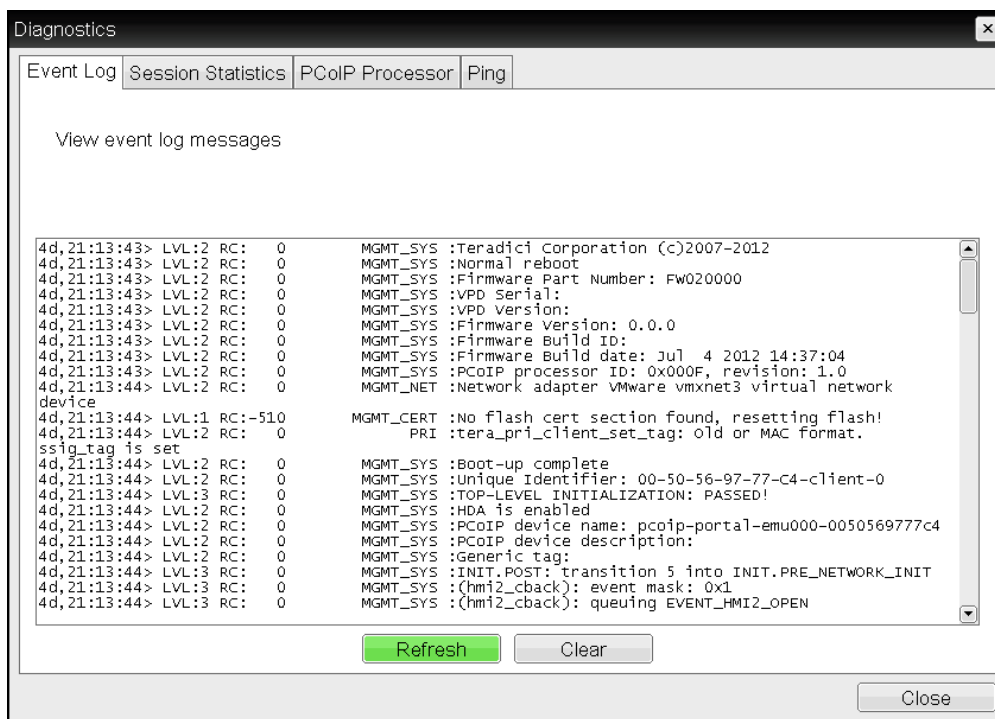 Diagnostics
Event Log Session Statistics PCoIP Processor Ping
View event log messages
4d,21:13:43> LVL:2 RC:   0          MGMT_SYS :Teradici Corporation (c)2007-2012
4d,21:13:43> LVL:2 RC:   0          MGMT_SYS :Normal reboot
4d,21:13:43> LVL:2 RC:   0          MGMT_SYS :Firmware Part Number: FW020000
4d,21:13:43> LVL:2 RC:   0          MGMT_SYS :VPD Serial:
4d,21:13:43> LVL:2 RC:   0          MGMT_SYS :VPD Version:
4d,21:13:43> LVL:2 RC:   0          MGMT_SYS :Firmware Version: 0.0.0
4d,21:13:43> LVL:2 RC:   0          MGMT_SYS :Firmware Build ID:
4d,21:13:43> LVL:2 RC:   0          MGMT_SYS :Firmware Build date: Jul  4 2012 14:37:04
4d,21:13:43> LVL:2 RC:   0          MGMT_SYS :PCoIP processor ID: 0x000F, revision: 1.0
4d,21:13:44> LVL:2 RC:   0          MGMT_NET :Network adapter VMware vmxnet3 virtual network
device
4d,21:13:44> LVL:1 RC:-510         MGMT_CERT :No flash cert section found, resetting flash!
4d,21:13:44> LVL:2 RC:   0               PRI :tera_pri_client_set_tag: Old or MAC format.
ssig_tag is set
4d,21:13:44> LVL:2 RC:   0          MGMT_SYS :Boot-up complete
4d,21:13:44> LVL:2 RC:   0          MGMT_SYS :Unique Identifier: 00-50-56-97-77-C4-client-0
4d,21:13:44> LVL:3 RC:   0          MGMT_SYS :TOP-LEVEL INITIALIZATION: PASSED!
4d,21:13:44> LVL:2 RC:   0          MGMT_SYS :HDA is enabled
4d,21:13:44> LVL:2 RC:   0          MGMT_SYS :PCoIP device name: pcoip-portal-emu000-0050569777c4
4d,21:13:44> LVL:2 RC:   0          MGMT_SYS :PCoIP device description:
4d,21:13:44> LVL:2 RC:   0          MGMT_SYS :Generic tag:
4d,21:13:44> LVL:3 RC:   0          MGMT_SYS :INIT.POST: transition 5 into INIT.PRE_NETWORK_INIT
4d,21:13:44> LVL:3 RC:   0          MGMT_SYS :(hmi2_cback): event mask: 0x1
4d,21:13:44> LVL:3 RC:   0          MGMT_SYS :(hmi2_cback): queuing EVENT_HMI2_OPEN
Refresh Clear
Close